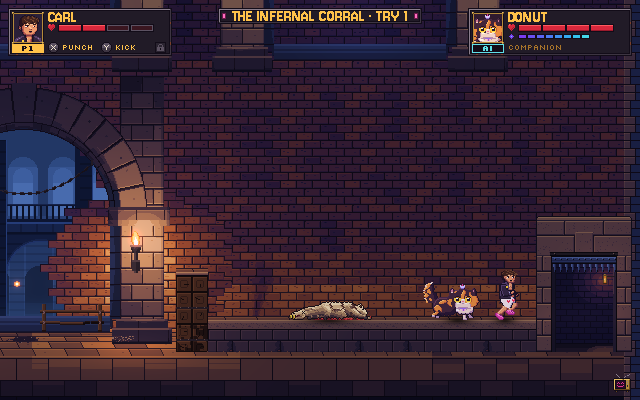 CARL
P1
X PUNCH Y KICK
THE INFERNAL CORRAL · TRY 1
DONUT
AI
COMPANION